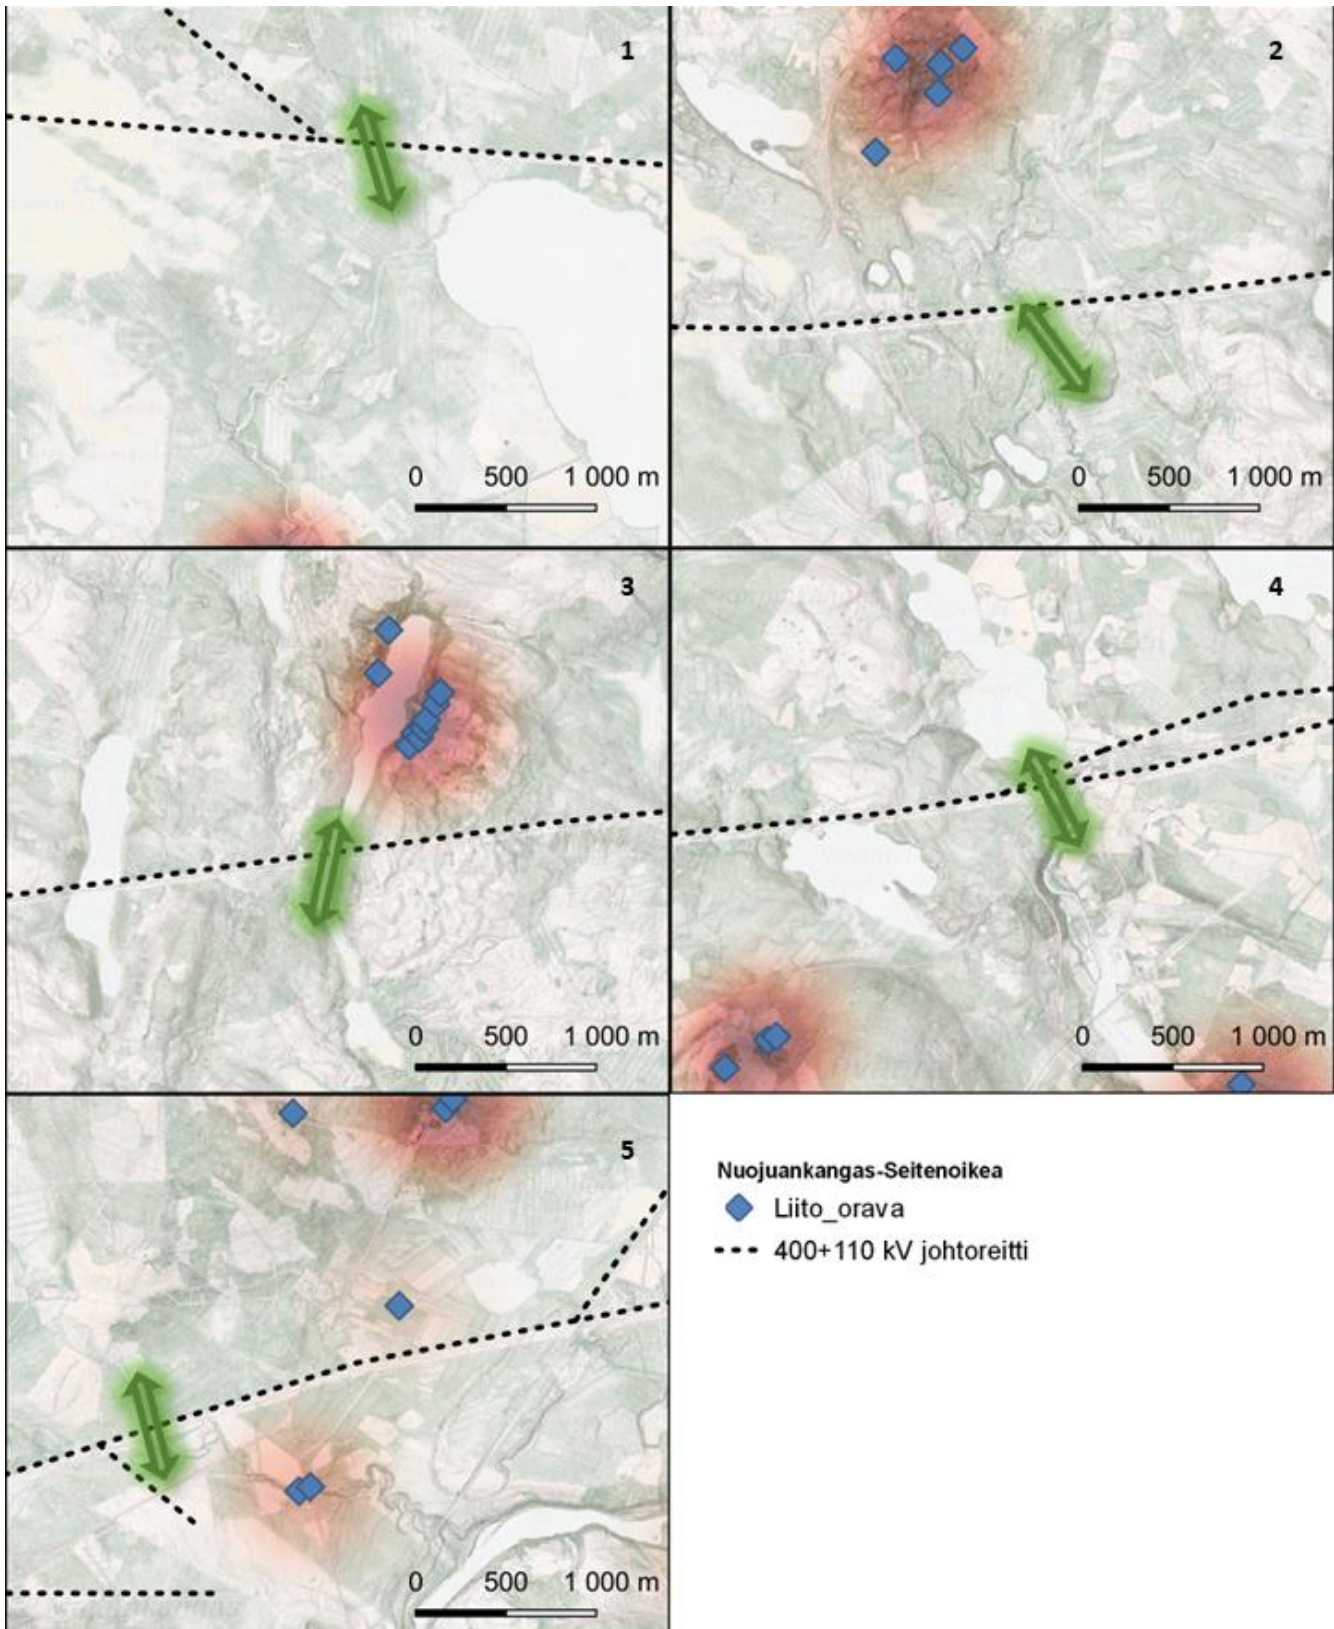 1
2
0 500 1 000 m
0 500 1 000 m
3
4
0 500 1 000 m
0 500 1 000 m
5
Nuojuankangas-Seitenoikea
Liito_orava
400+110 kV johtoreitti
0 500 1 000 m